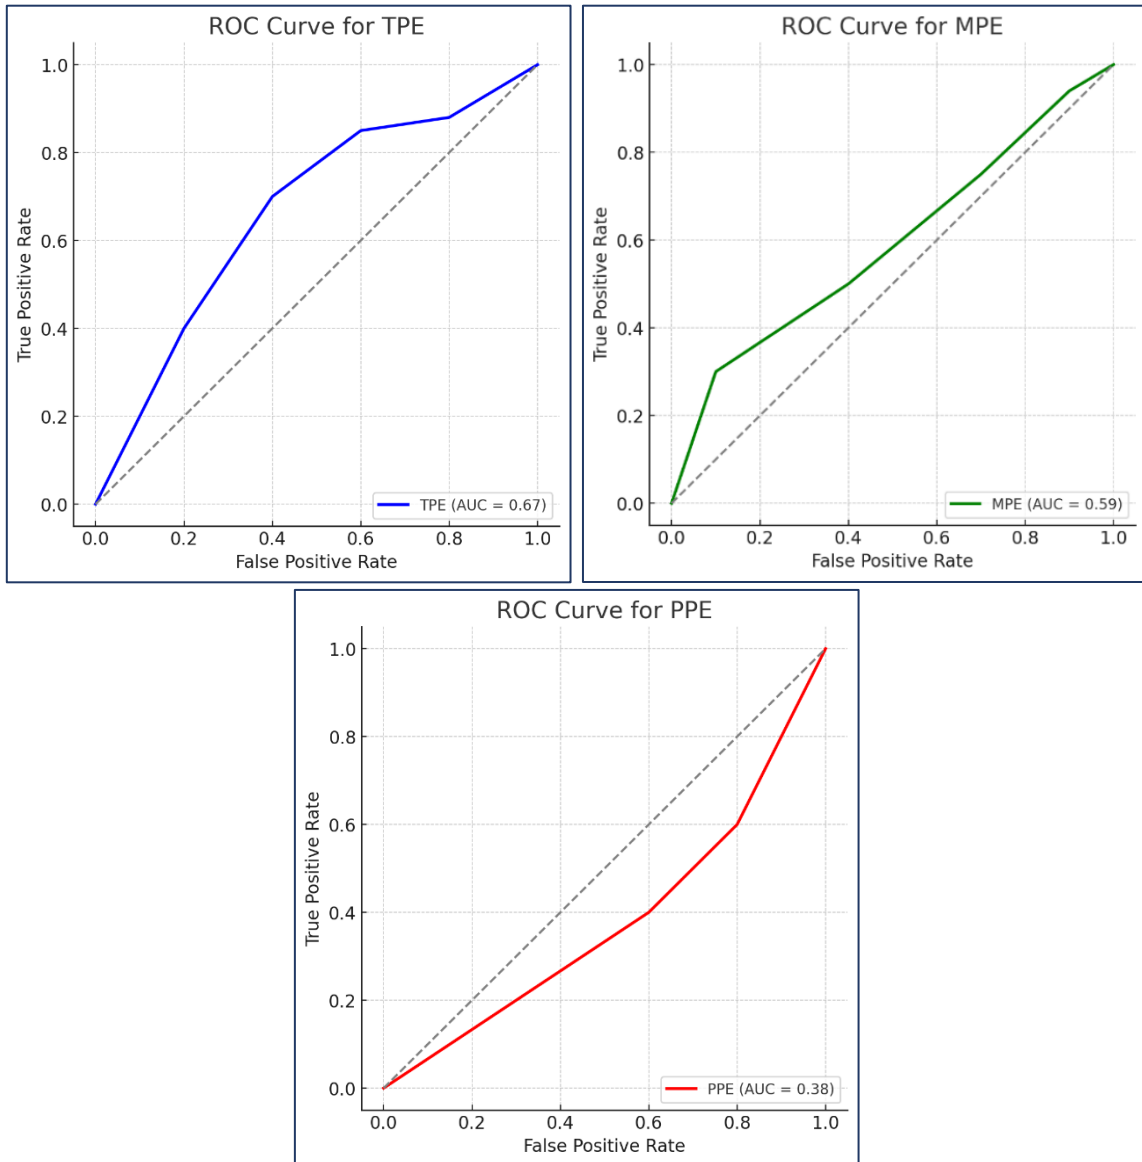 ROC Curve for TPE
1.0
0.8
0.6
0.4
0.2
0.0
True Positive Rate
TPE (AUC = 0.67)
0.0 0.2 0.4 0.6 0.8 1.0
False Positive Rate
ROC Curve for MPE
1.0
0.8
0.6
0.4
0.2
0.0
True Positive Rate
MPE (AUC = 0.59)
0.0 0.2 0.4 0.6 0.8 1.0
False Positive Rate
ROC Curve for PPE
1.0
0.8
0.6
0.4
0.2
0.0
True Positive Rate
PPE (AUC = 0.38)
0.0 0.2 0.4 0.6 0.8 1.0
False Positive Rate